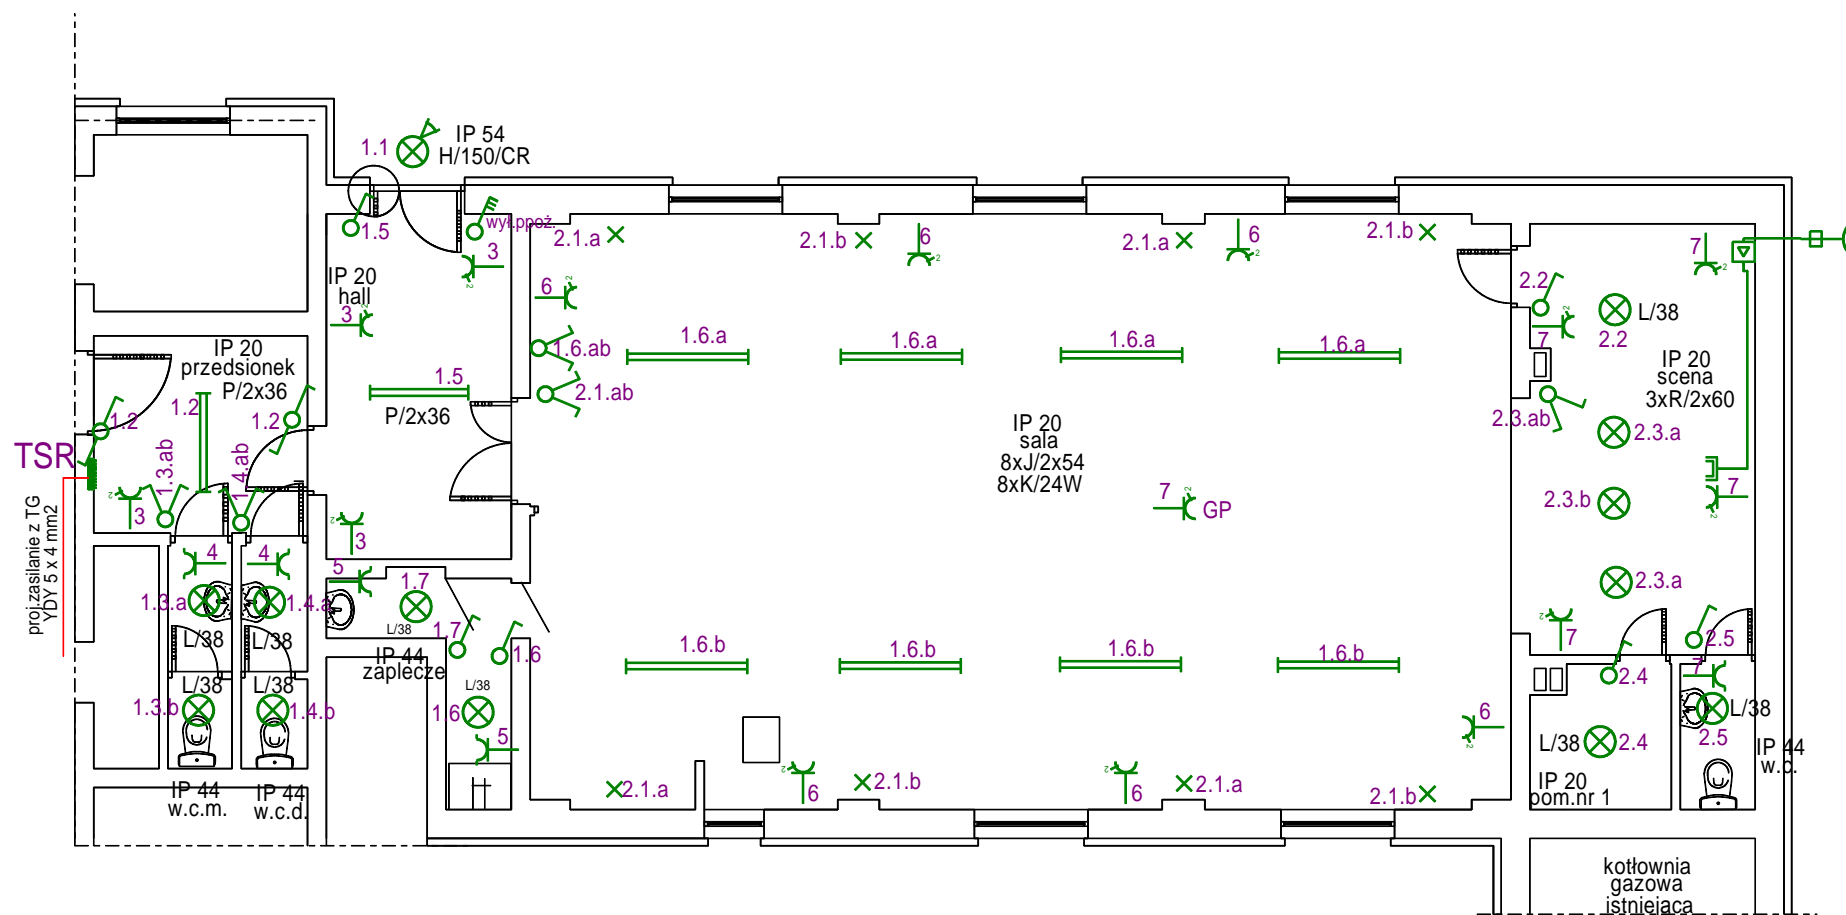 IP 54
1.1
H/150/CR
wył.ppoż.
1.5
3
2.1.a
2.1.b
6
2.1.a
6
2.1.b
7
IP 20
hall
3
6
2.2
L/38
2.2
7
IP 20
przedsionek
P/2x36
1.2
1.2
1.2
1.5
P/2x36
1.6.ab
2.1.ab
1.6.a
1.6.a
1.6.a
1.6.a
IP 20
scena
3xR/2x60
2.3.ab
2.3.a
IP 20
sala
8xJ/2x54
8xK/24W
TSR
1.3.ab
1.4.ab
3
3
7
GP
2.3.b
7
proj.zasilanie z TG
YDY 5 x 4 mm2
4
4
5
1.7
L/38
1.3.a
1.4.a
L/38
L/38
2.3.a
7
2.5
1.7
1.6
IP 44
zaplecze
1.6.b
1.6.b
1.6.b
1.6.b
2.4
7
L/38
L/38
1.3.b
1.4.b
L/38
1.6
5
6
L/38
2.5
L/38
2.4
IP 44
w.c.
IP 44
w.c.m.
IP 44
w.c.d.
2.1.a
6
2.1.b
6
2.1.a
2.1.b
IP 20
pom.nr 1
kotłownia
gazowa
istniejąca